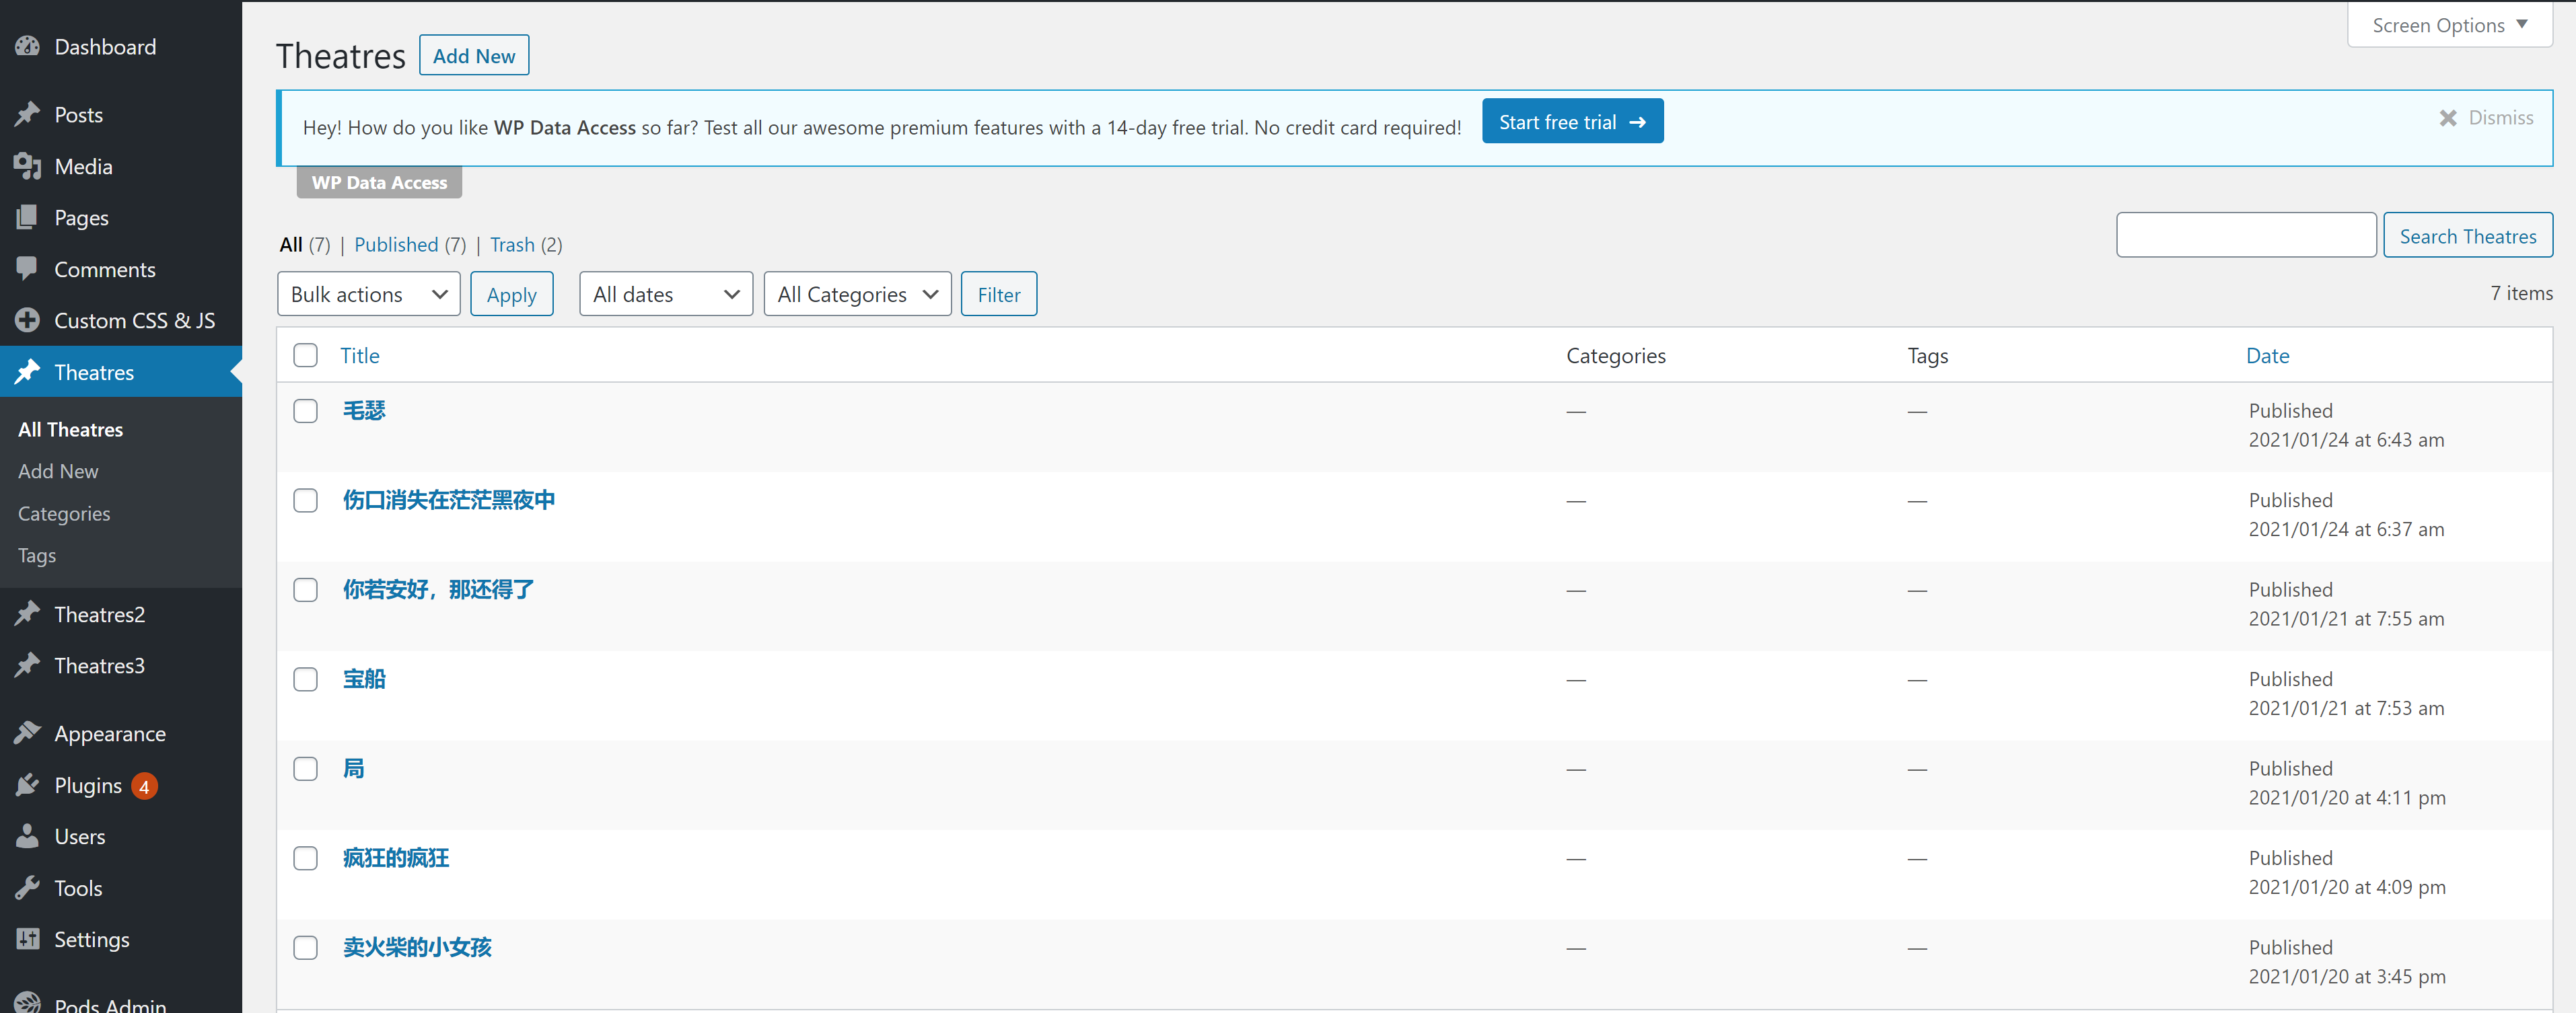 Dashboard
Posts
Media
Pages
Comments
Custom CSS & JS
Theatres
All Theatres
Add New
Categories
Tags
Theatres2
Theatres3
Appearance
Plugins 4
Users
Tools
Settings
Pods Admin
Screen Options
Theatres Add New
Hey! How do you like WP Data Access so far? Test all our awesome premium features with a 14-day free trial. No credit card required! Start free trial → Dismiss
WP Data Access
All (7) | Published (7) | Trash (2)
Search Theatres
Bulk actions Apply All dates All Categories Filter 7 items
Title Categories Tags Date
毛瑟 — — Published
2021/01/24 at 6:43 am
伤口消失在茫茫黑夜中 — — Published
2021/01/24 at 6:37 am
你若安好，那还得了 — — Published
2021/01/21 at 7:55 am
宝船 — — Published
2021/01/21 at 7:53 am
局 — — Published
2021/01/20 at 4:11 pm
疯狂的疯狂 — — Published
2021/01/20 at 4:09 pm
卖火柴的小女孩 — — Published
2021/01/20 at 3:45 pm